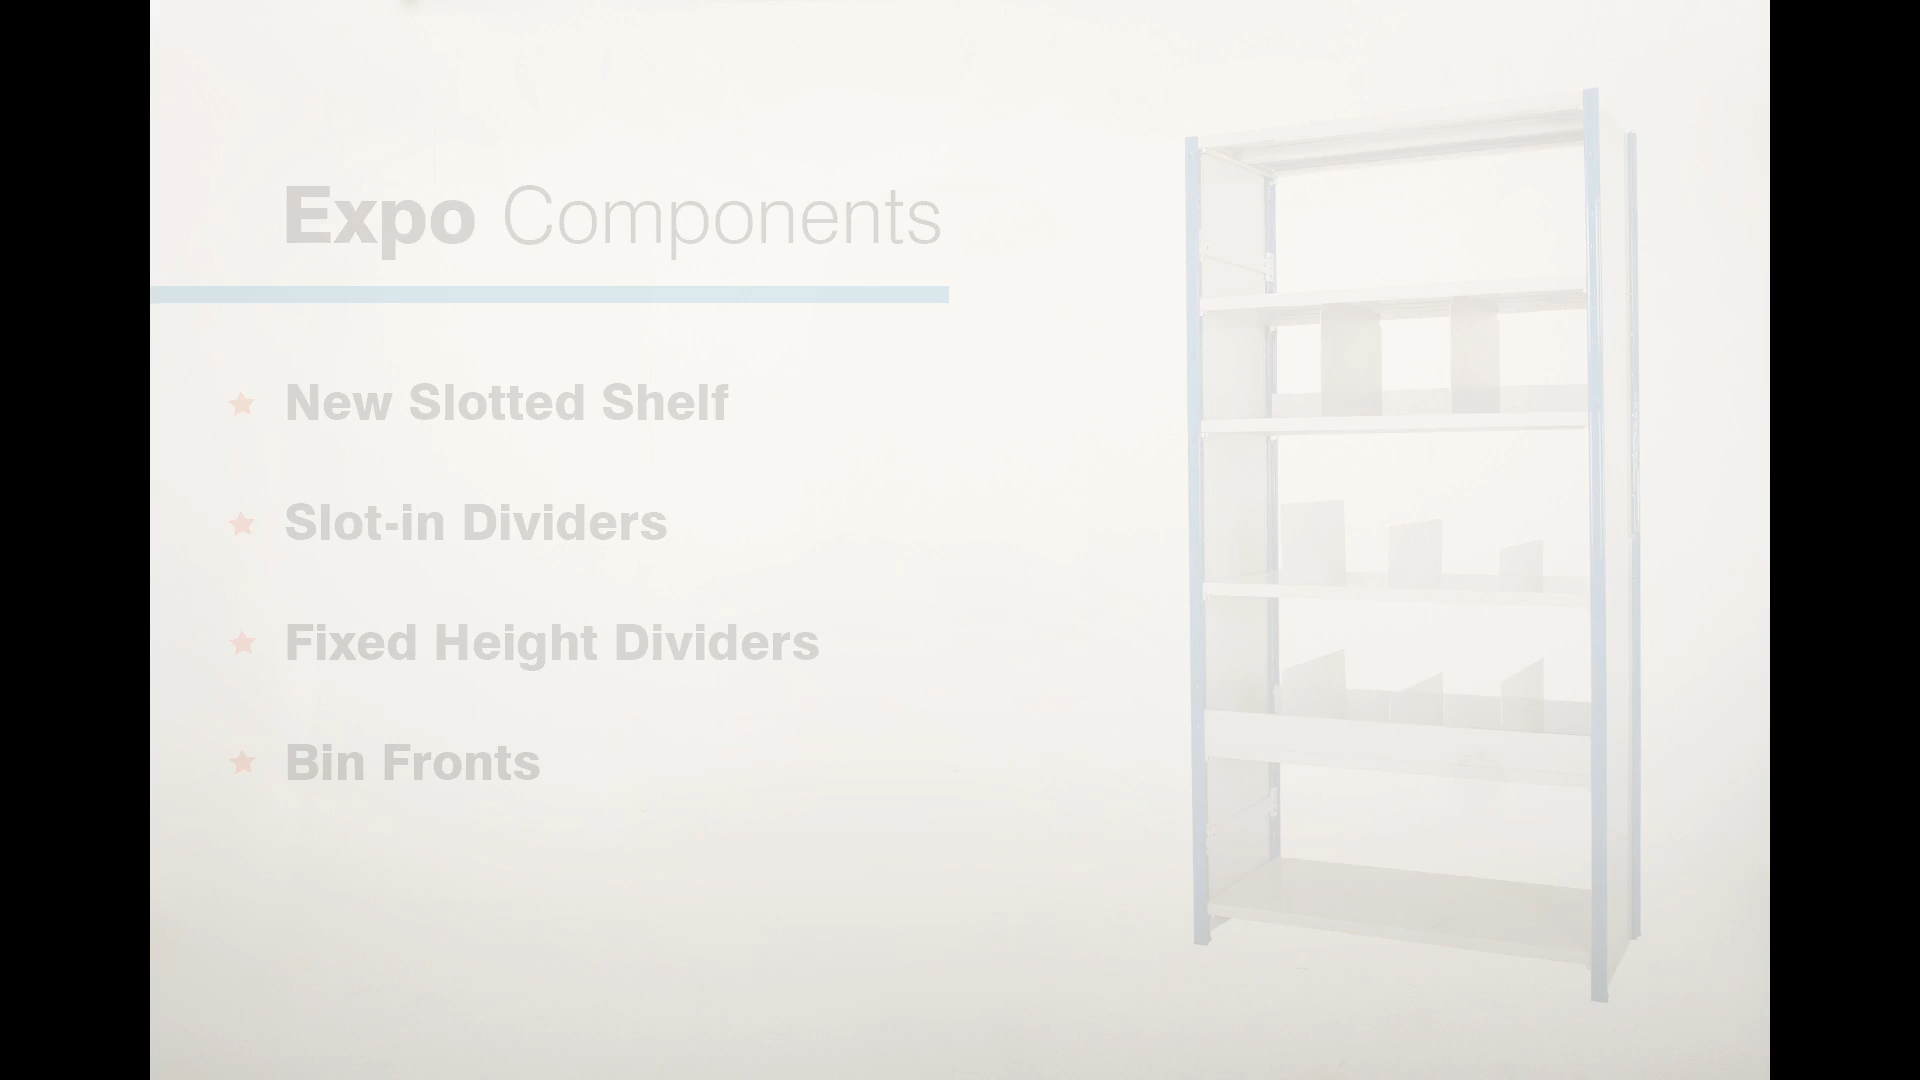 Expo Components
New Slotted Shelf
Slot-in Dividers
Fixed Height Dividers
Bin Fronts